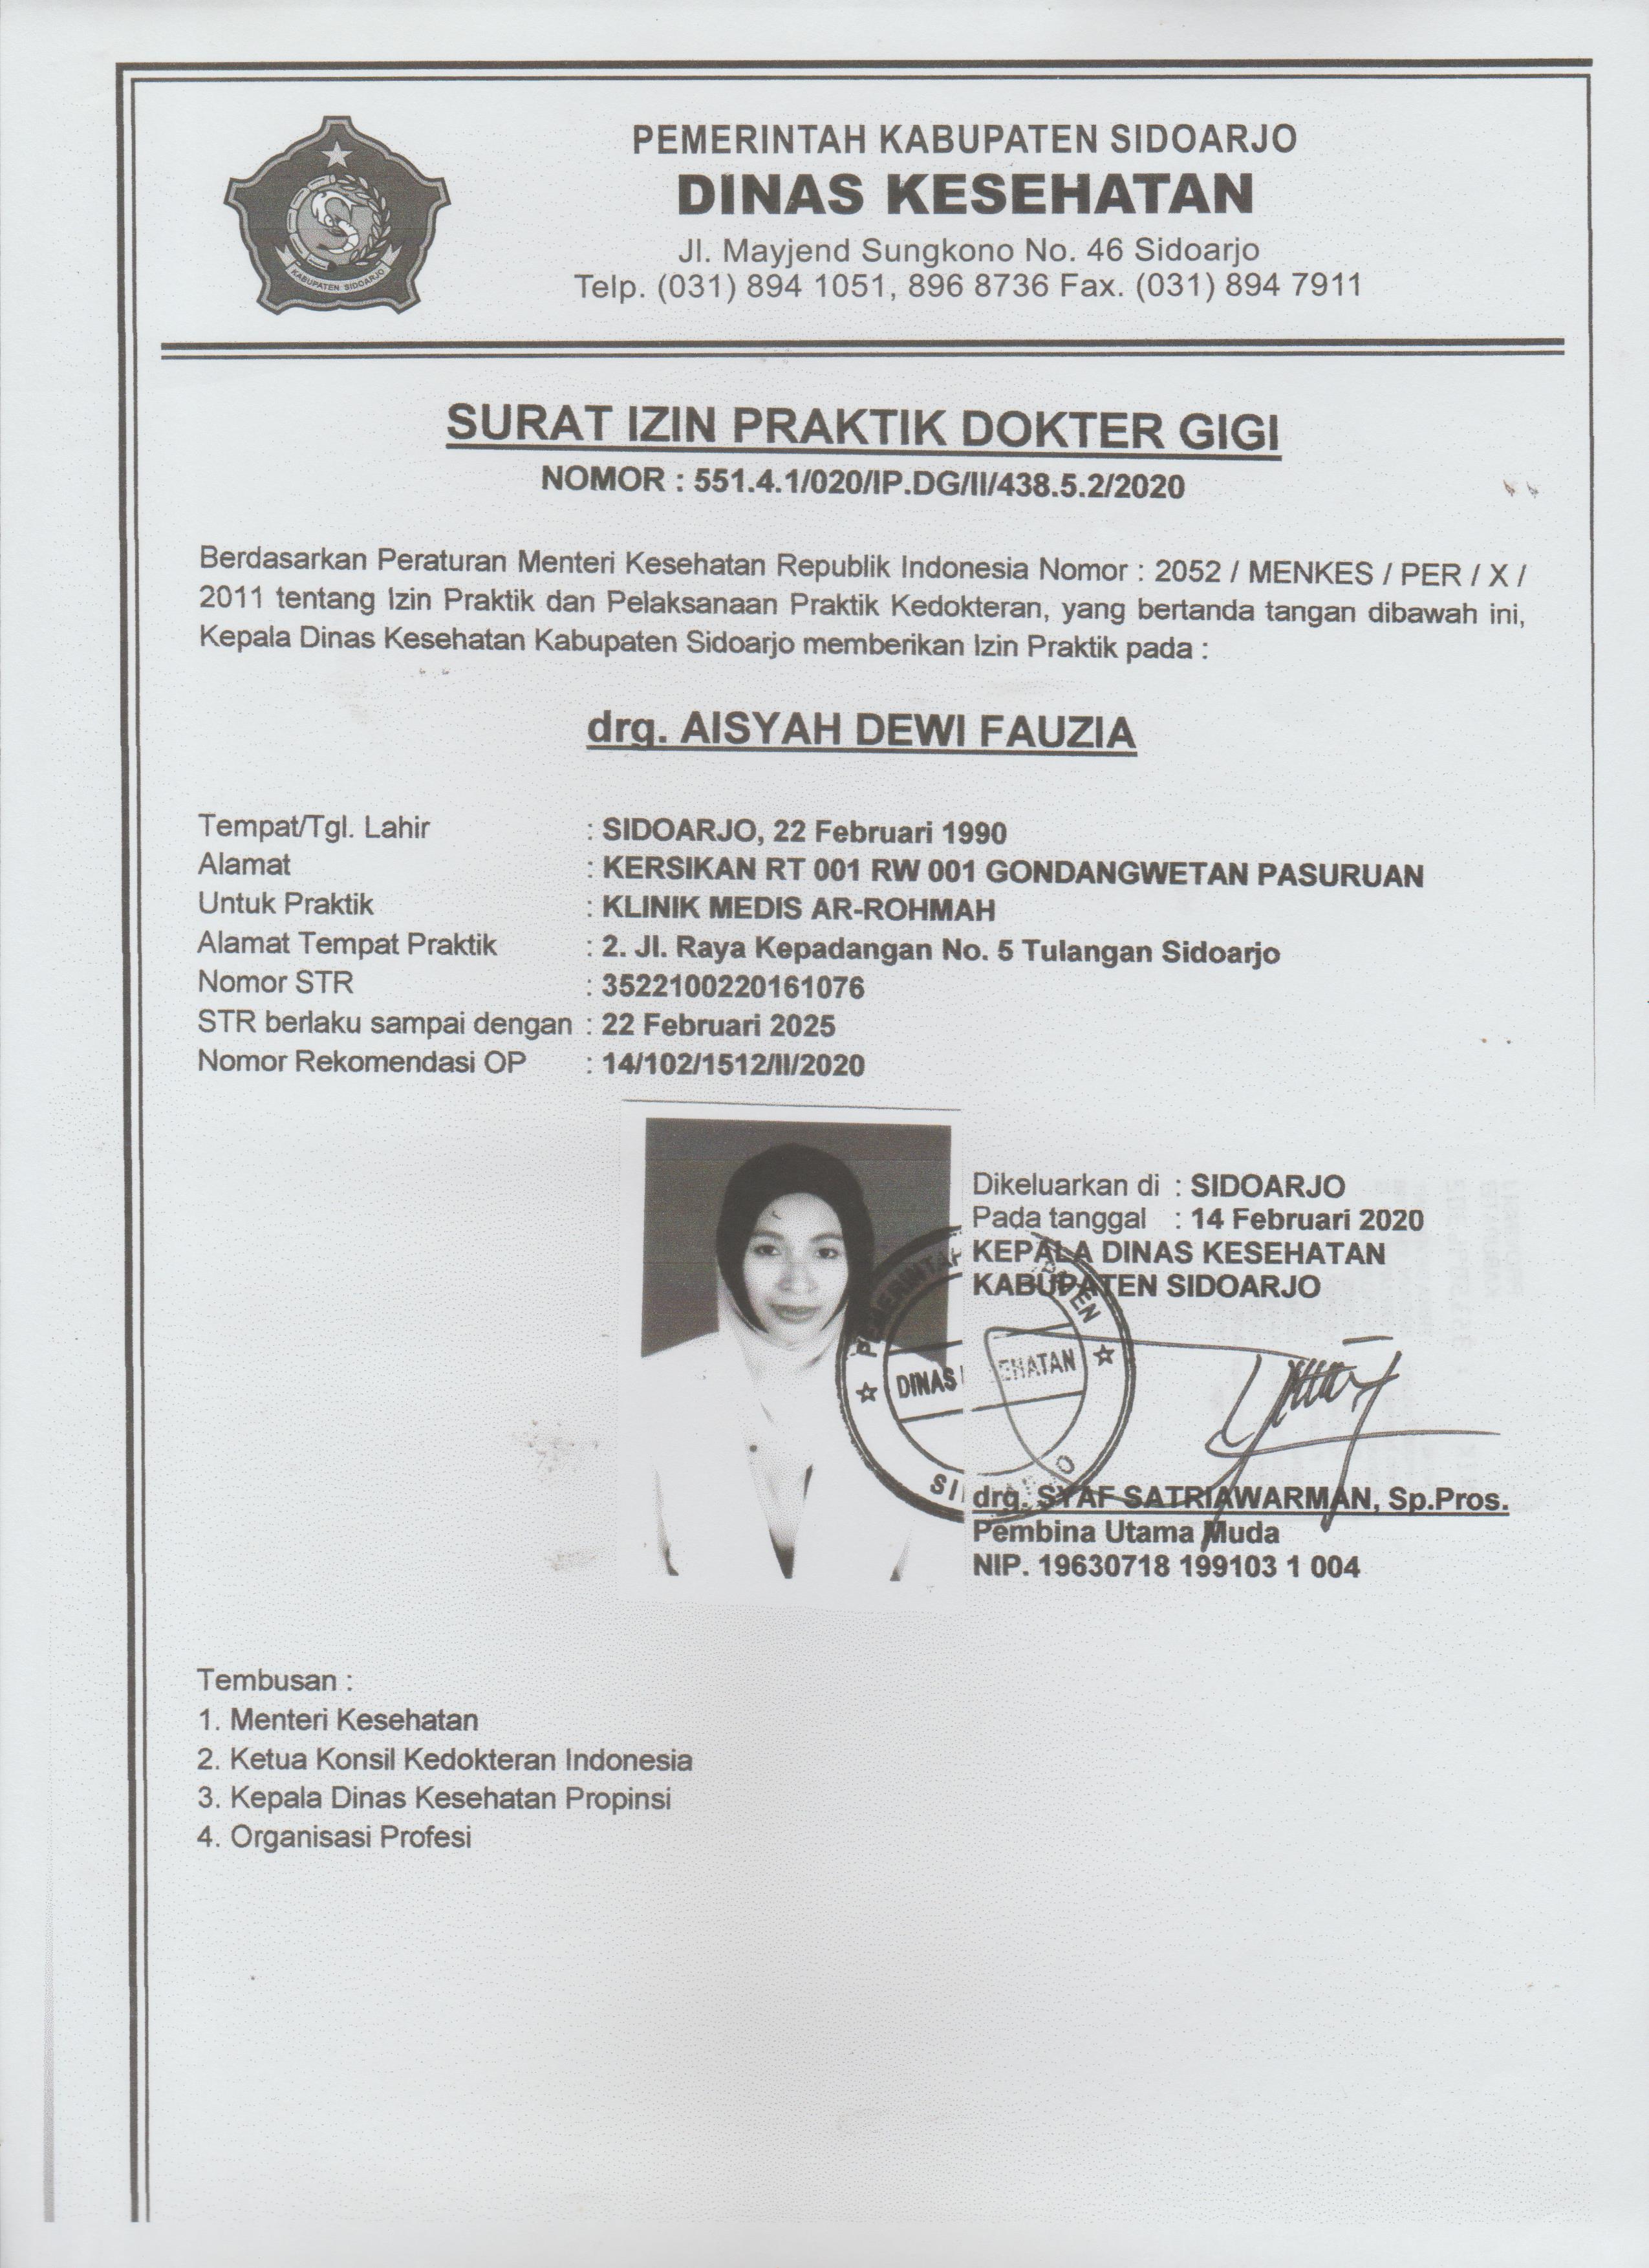 PEMERINTAH KABUPATEN SIDOARJO
DINAS KESEHATAN
Jl. Mayjend Sungkono No. 46 Sidoarjo
Telp. (031) 894 1051, 896 8736 Fax. (031) 894 7911
KABUPATEN SIDOARJO
SURAT IZIN PRAKTIK DOKTER GIGI
NOMOR : 551.4.1/020/IP.DG/II/438.5.2/2020
Berdasarkan Peraturan Menteri Kesehatan Republik Indonesia Nomor : 2052 / MENKES / PER / X /
2011 tentang Izin Praktik dan Pelaksanaan Praktik Kedokteran, yang bertanda tangan dibawah ini,
Kepala Dinas Kesehatan Kabupaten Sidoarjo memberikan Izin Praktik pada :
drg. AISYAH DEWI FAUZIA
Tempat/Tgl. Lahir : SIDOARJO, 22 Februari 1990
Alamat : KERSIKAN RT 001 RW 001 GONDANGWETAN PASURUAN
Untuk Praktik : KLINIK MEDIS AR-ROHMAH
Alamat Tempat Praktik : 2. Jl. Raya Kepadangan No. 5 Tulangan Sidoarjo
Nomor STR : 3522100220161076
STR berlaku sampai dengan : 22 Februari 2025
Nomor Rekomendasi OP : 14/102/1512/II/2020
Dikeluarkan di : SIDOARJO
Pada tanggal : 14 Februari 2020
KEPALA DINAS KESEHATAN
KABUPATEN SIDOARJO
DINAS
drg. SYAF SATRIAWARMAN, Sp.Pros.
Pembina Utama Muda
NIP. 19630718 199103 1 004
Tembusan :
1. Menteri Kesehatan
2. Ketua Konsil Kedokteran Indonesia
3. Kepala Dinas Kesehatan Propinsi
4. Organisasi Profesi